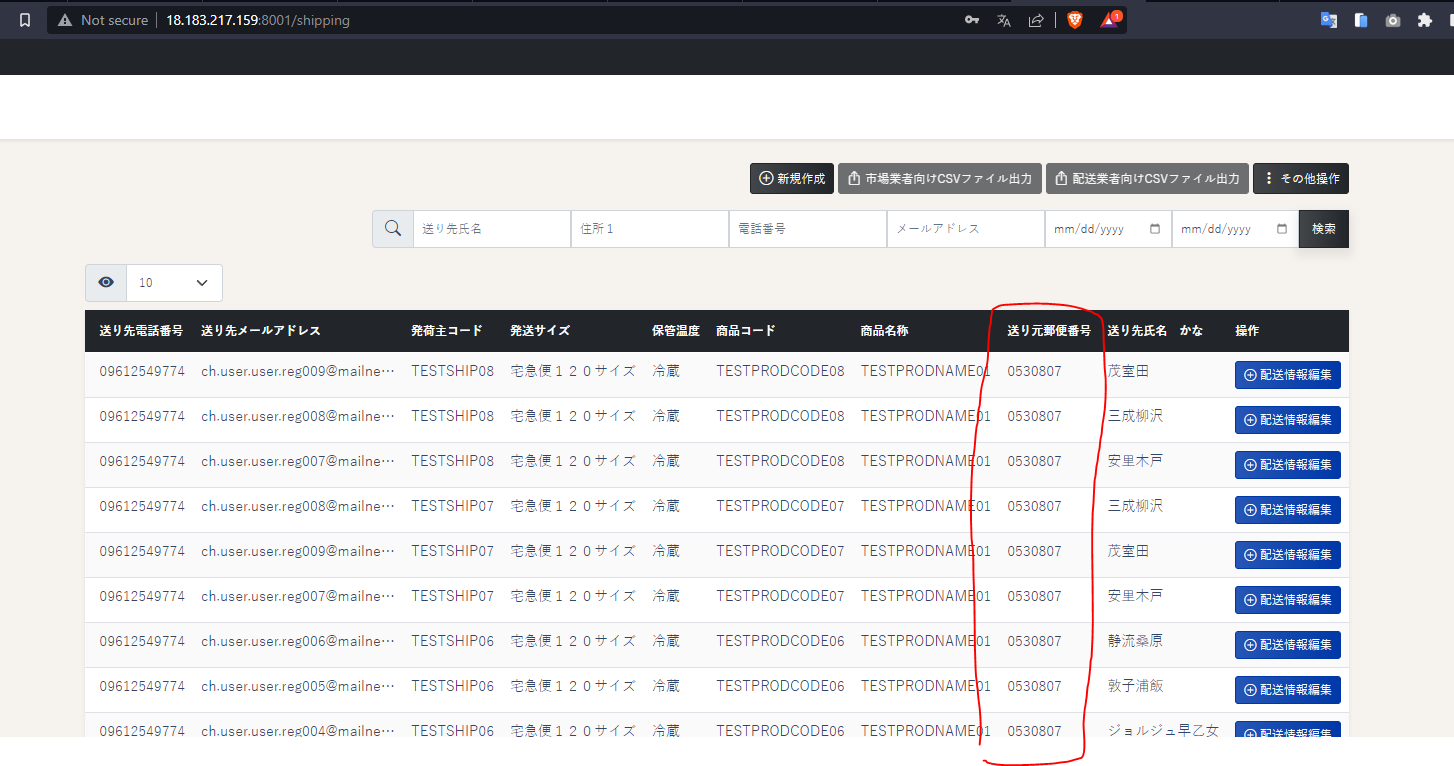 Not secure 18.183.217.159:8001/shipping 1
新規作成 市場業者向けCSVファイル出力 配送業者向けCSVファイル出力 その他操作
送り先氏名 住所１ 電話番号 メールアドレス mm/dd/yyyy mm/dd/yyyy 検索
10
送り先電話番号 送り先メールアドレス 発荷主コード 発送サイズ 保管温度 商品コード 商品名称 送り元郵便番号 送り先氏名　かな 操作
09612549774 ch.user.user.reg009@mailne… TESTSHIP08 宅急便１２０サイズ 冷蔵 TESTPRODCODE08 TESTPRODNAME01 0530807 茂室田 配送情報編集
09612549774 ch.user.user.reg008@mailne… TESTSHIP08 宅急便１２０サイズ 冷蔵 TESTPRODCODE08 TESTPRODNAME01 0530807 三成柳沢 配送情報編集
09612549774 ch.user.user.reg007@mailne… TESTSHIP08 宅急便１２０サイズ 冷蔵 TESTPRODCODE08 TESTPRODNAME01 0530807 安里木戸 配送情報編集
09612549774 ch.user.user.reg008@mailne… TESTSHIP07 宅急便１２０サイズ 冷蔵 TESTPRODCODE07 TESTPRODNAME01 0530807 三成柳沢 配送情報編集
09612549774 ch.user.user.reg009@mailne… TESTSHIP07 宅急便１２０サイズ 冷蔵 TESTPRODCODE07 TESTPRODNAME01 0530807 茂室田 配送情報編集
09612549774 ch.user.user.reg007@mailne… TESTSHIP07 宅急便１２０サイズ 冷蔵 TESTPRODCODE07 TESTPRODNAME01 0530807 安里木戸 配送情報編集
09612549774 ch.user.user.reg006@mailne… TESTSHIP06 宅急便１２０サイズ 冷蔵 TESTPRODCODE06 TESTPRODNAME01 0530807 静流桑原 配送情報編集
09612549774 ch.user.user.reg005@mailne… TESTSHIP06 宅急便１２０サイズ 冷蔵 TESTPRODCODE06 TESTPRODNAME01 0530807 敦子浦飯 配送情報編集
09612549774 ch.user.user.reg004@mailne… TESTSHIP06 宅急便１２０サイズ 冷蔵 TESTPRODCODE06 TESTPRODNAME01 0530807 ジョルジュ早乙女 配送情報編集